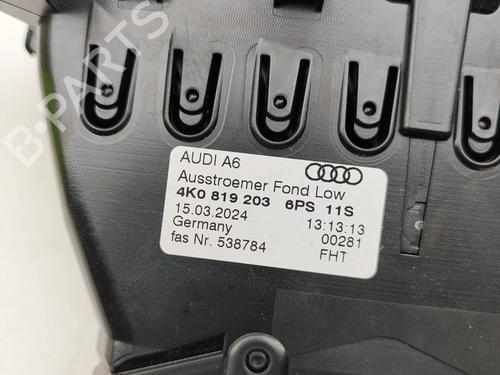 B-PARTS
AUDI A6
Ausstroemer Fond Low
4K0 819 203 6PS 11S
15.03.2024 13:13:13
Germany 00281
fas Nr. 538784 FHT